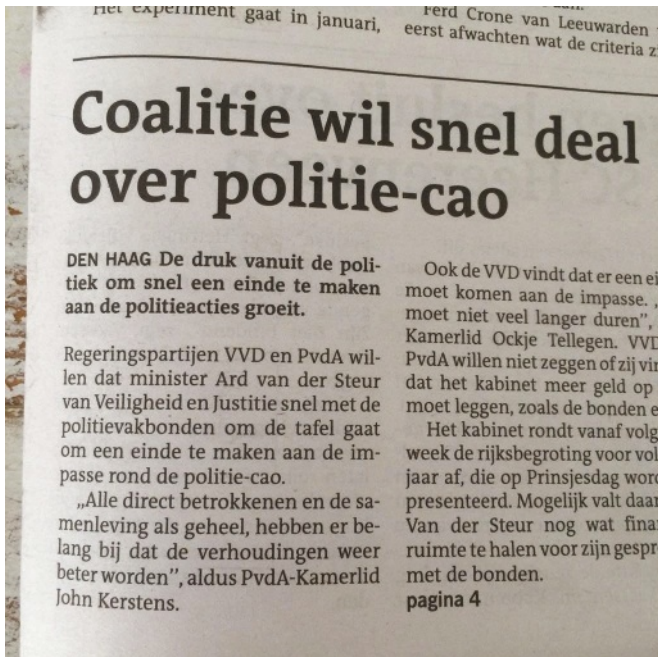 Het experiment gaat in januari,
Ferd Crone van Leeuwarden
eerst afwachten wat de criteria
Coalitie wil snel deal
over politie-cao
DEN HAAG De druk vanuit de poli-
tiek om snel een einde te maken
aan de politieacties groeit.
Regeringspartijen VVD en PvdA wil-
len dat minister Ard van der Steur
van Veiligheid en Justitie snel met de
politievakbonden om de tafel gaat
om een einde te maken aan de im-
passe rond de politie-cao.
„Alle direct betrokkenen en de sa-
menleving als geheel, hebben er be-
lang bij dat de verhoudingen weer
beter worden”, aldus PvdA-Kamerlid
John Kerstens.
Ook de VVD vindt dat er een
moet komen aan de impasse.
moet niet veel langer duren”,
Kamerlid Ockje Tellegen. VVD
PvdA willen niet zeggen of zij
dat het kabinet meer geld op
moet leggen, zoals de bonden
Het kabinet rondt vanaf
week de rijksbegroting voor
jaar af, die op Prinsjesdag
presenteerd. Mogelijk valt
Van der Steur nog wat
ruimte te halen voor zijn
met de bonden.
pagina 4